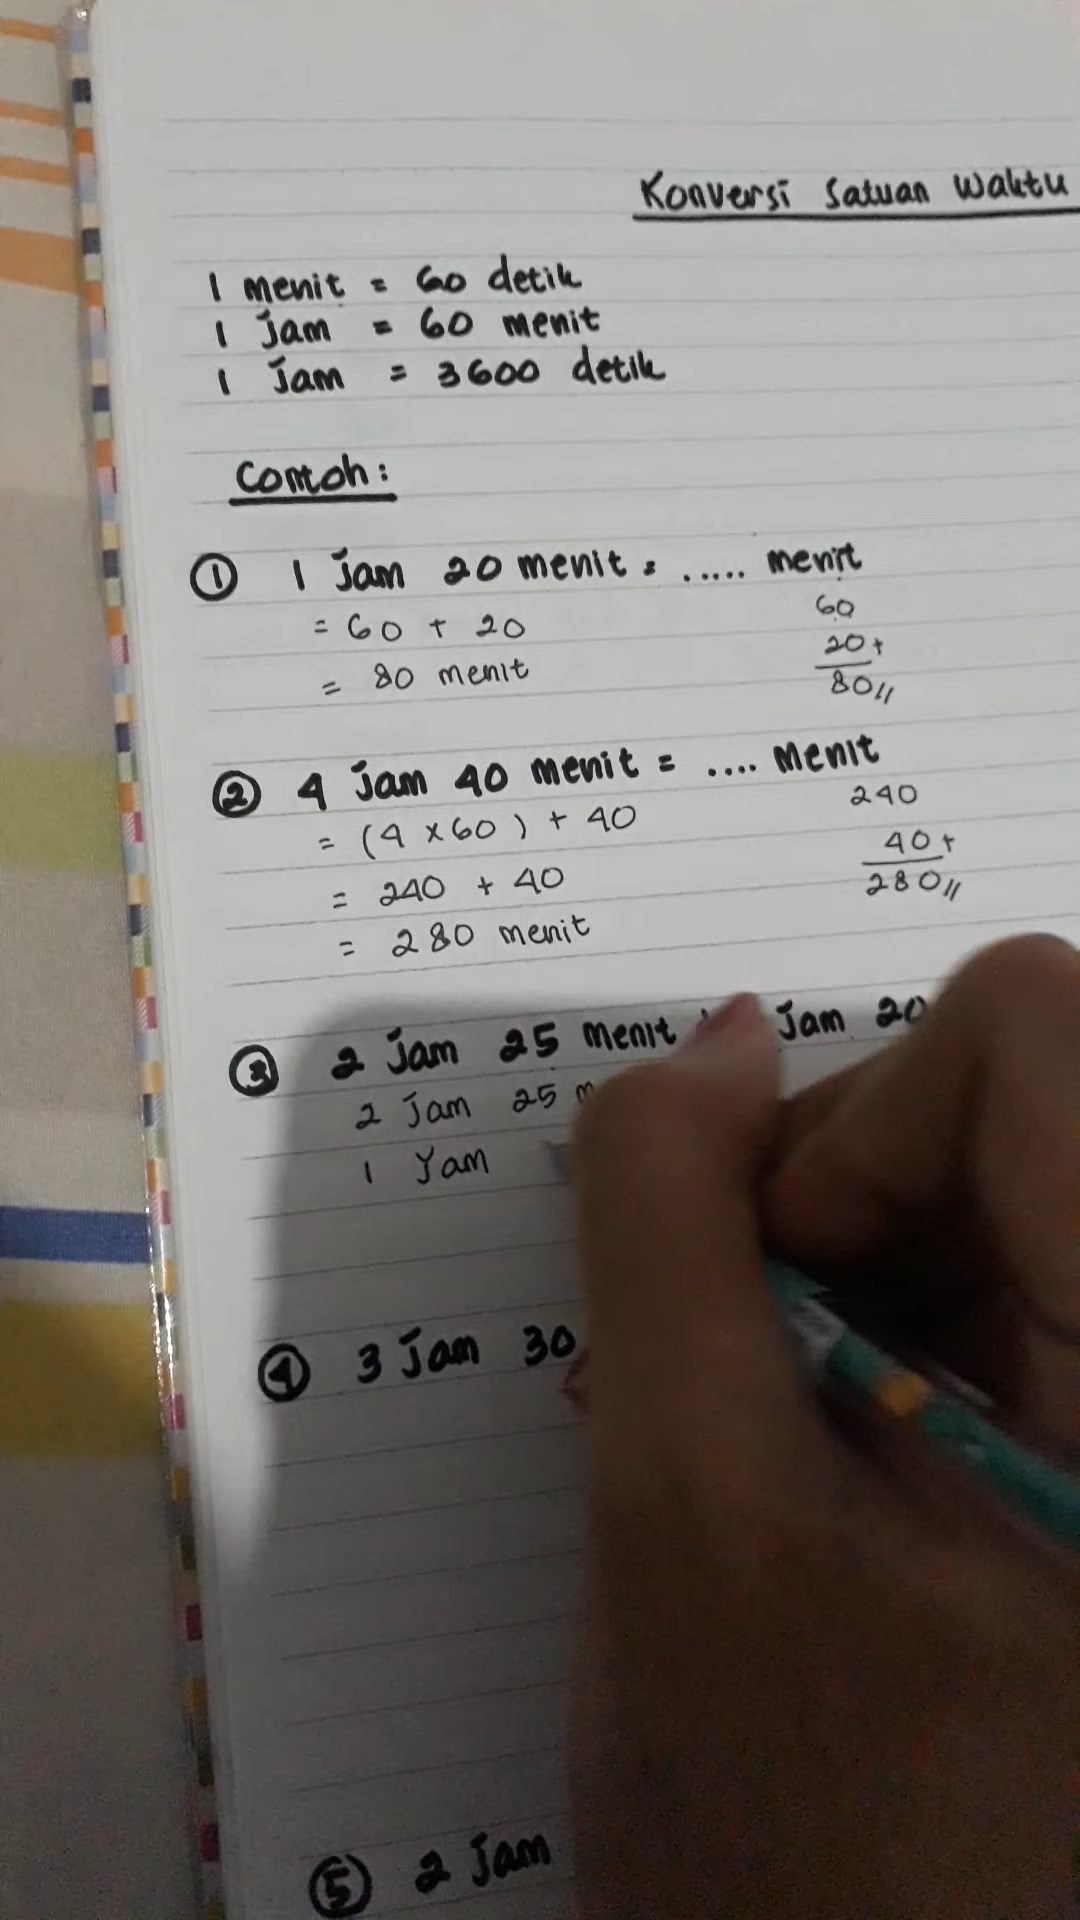 Konversi Satuan Waktu
1 menit = 60 detik
1 jam = 60 menit
1 jam = 3600 detik
Contoh :
① 1 jam 20 menit = ..... menit
= 60 + 20
= 80 menit
60
20 +
80 //
② 4 jam 40 menit = .... menit
= (4 x 60) + 40
= 240 + 40
= 280 menit
240
40 +
280 //
③ 2 jam 25 menit jam 20
2 jam 25
1 jam
④ 3 jam 30
⑤ 2 jam